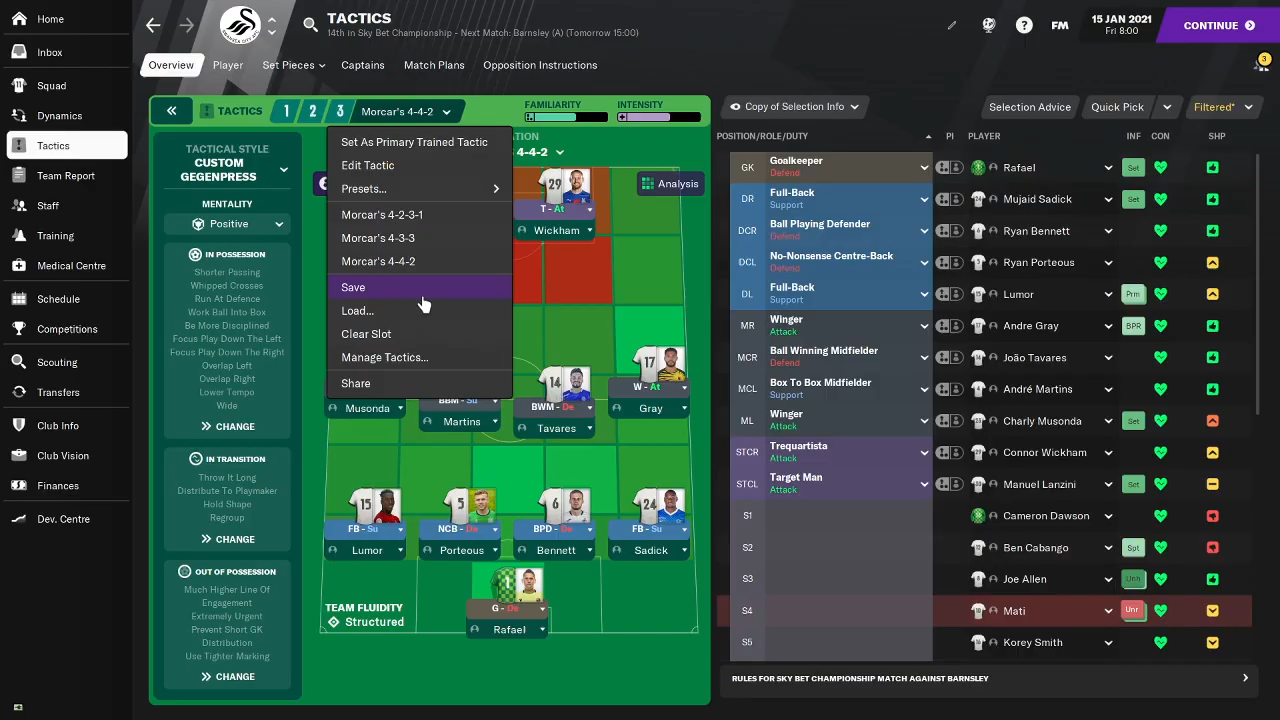 Home
TACTICS
14th in Sky Bet Championship - Next Match: Barnsley (A) (Tomorrow 15:00)
FM
15 JAN 2021
Fri 8:00
CONTINUE
3
Inbox
Squad
Dynamics
Tactics
Team Report
Staff
Training
Medical Centre
Schedule
Competitions
Scouting
Transfers
Club Info
Club Vision
Finances
Dev. Centre
Overview
Player
Set Pieces
Captains
Match Plans
Opposition Instructions
TACTICS
1
2
3
Morcar's 4-4-2
FAMILIARITY
INTENSITY
TACTICAL STYLE
CUSTOM
GEGENPRESS
MENTALITY
Positive
IN POSSESSION
Shorter Passing
Whipped Crosses
Run At Defence
Work Ball Into Box
Be More Disciplined
Focus Play Down The Left
Focus Play Down The Right
Overlap Left
Overlap Right
Lower Tempo
Wide
CHANGE
IN TRANSITION
Throw It Long
Distribute To Playmaker
Hold Shape
Regroup
CHANGE
OUT OF POSSESSION
Much Higher Line Of
Engagement
Extremely Urgent
Prevent Short GK
Distribution
Use Tighter Marking
CHANGE
Set As Primary Trained Tactic
Edit Tactic
Presets...
Morcar's 4-2-3-1
Morcar's 4-3-3
Morcar's 4-4-2
Save
Load...
Clear Slot
Manage Tactics...
Share
4-4-2
Analysis
29
T - At
Wickham
17
W - At
Gray
14
BWM - De
Tavares
BBM - Su
Martins
Musonda
15
FB - Su
Lumor
5
NCB - De
Porteous
6
BPD - De
Bennett
24
FB - Su
Sadick
1
G - De
Rafael
TEAM FLUIDITY
Structured
Copy of Selection Info
Selection Advice
Quick Pick
Filtered*
POSITION/ROLE/DUTY
PI
PLAYER
INF
CON
SHP
GK
Goalkeeper
Defend
Rafael
Set
DR
Full-Back
Support
Mujaid Sadick
Set
DCR
Ball Playing Defender
Defend
Ryan Bennett
DCL
No-Nonsense Centre-Back
Defend
Ryan Porteous
DL
Full-Back
Support
Lumor
Prm
MR
Winger
Attack
Andre Gray
BPR
MCR
Ball Winning Midfielder
Defend
João Tavares
MCL
Box To Box Midfielder
Support
André Martins
ML
Winger
Attack
Charly Musonda
Set
STCR
Trequartista
Attack
Connor Wickham
STCL
Target Man
Attack
Manuel Lanzini
Set
S1
Cameron Dawson
S2
Ben Cabango
Spt
S3
Joe Allen
Unh
S4
Mati
Unr
S5
Korey Smith
RULES FOR SKY BET CHAMPIONSHIP MATCH AGAINST BARNSLEY